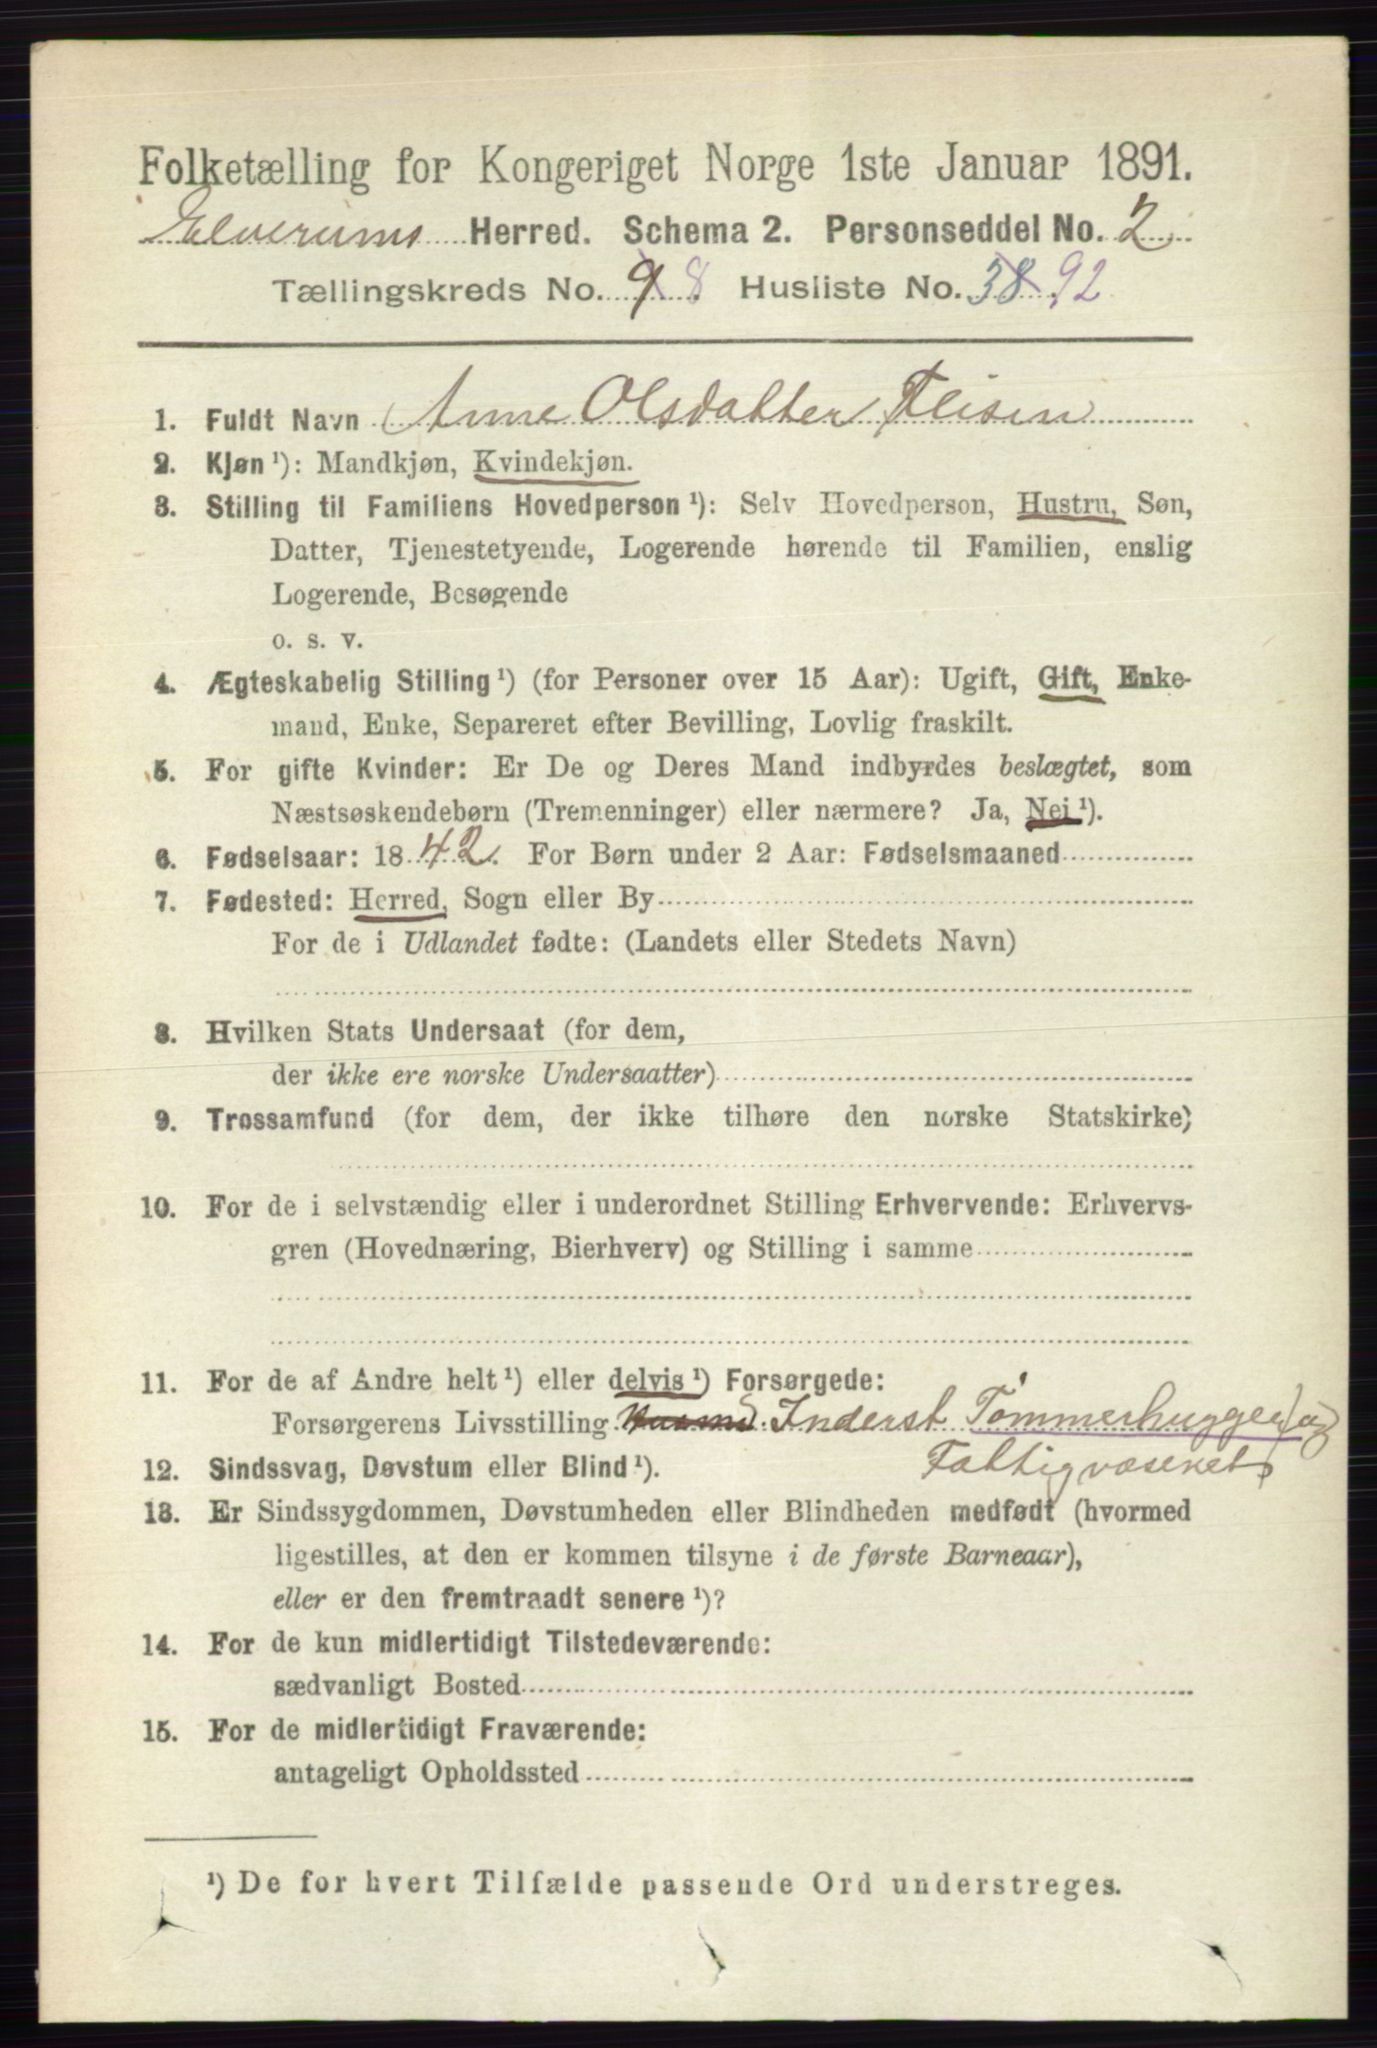 Folketælling for Kongeriget Norge 1ste Januar 1891.
Elverums Herred. Schema 2. Personseddel No. 2
Tællingskreds No. 9 8 Husliste No. 38 92
1. Fuldt Navn Anne Olsdatter Fleisen
2. Kjøn ¹): Mandkjøn, Kvindekjøn.
3. Stilling til Familiens Hovedperson ¹): Selv Hovedperson, Hustru, Søn,
Datter, Tjenestetyende, Logerende hørende til Familien, enslig
Logerende, Besøgende
o. s. v.
4. Ægteskabelig Stilling ¹) (for Personer over 15 Aar): Ugift, Gift, Enke-
mand, Enke, Separeret efter Bevilling, Lovlig fraskilt.
5. For gifte Kvinder: Er De og Deres Mand indbyrdes beslægtet, som
Næstsøskendebørn (Tremenninger) eller nærmere? Ja, Nei ¹).
6. Fødselsaar: 1842. For Børn under 2 Aar: Fødselsmaaned
7. Fødested: Herred, Sogn eller By
For de i Udlandet fødte: (Landets eller Stedets Navn)
8. Hvilken Stats Undersaat (for dem,
der ikke ere norske Undersaatter)
9. Trossamfund (for dem, der ikke tilhøre den norske Statskirke)
10. For de i selvstændig eller i underordnet Stilling Erhvervende: Erhvervs-
gren (Hovednæring, Bierhverv) og Stilling i samme
11. For de af Andre helt ¹) eller delvis ¹) Forsørgede:
Forsørgerens Livsstilling Inderst Tømmerhugger og
Fattigvæsenet
12. Sindssvag, Døvstum eller Blind ¹).
13. Er Sindssygdommen, Døvstumheden eller Blindheden medfødt (hvormed
ligestilles, at den er kommen tilsyne i de første Barneaar),
eller er den fremtraadt senere ¹)?
14. For de kun midlertidigt Tilstedeværende:
sædvanligt Bosted
15. For de midlertidigt Fraværende:
antageligt Opholdssted
¹) De for hvert Tilfælde passende Ord understreges.